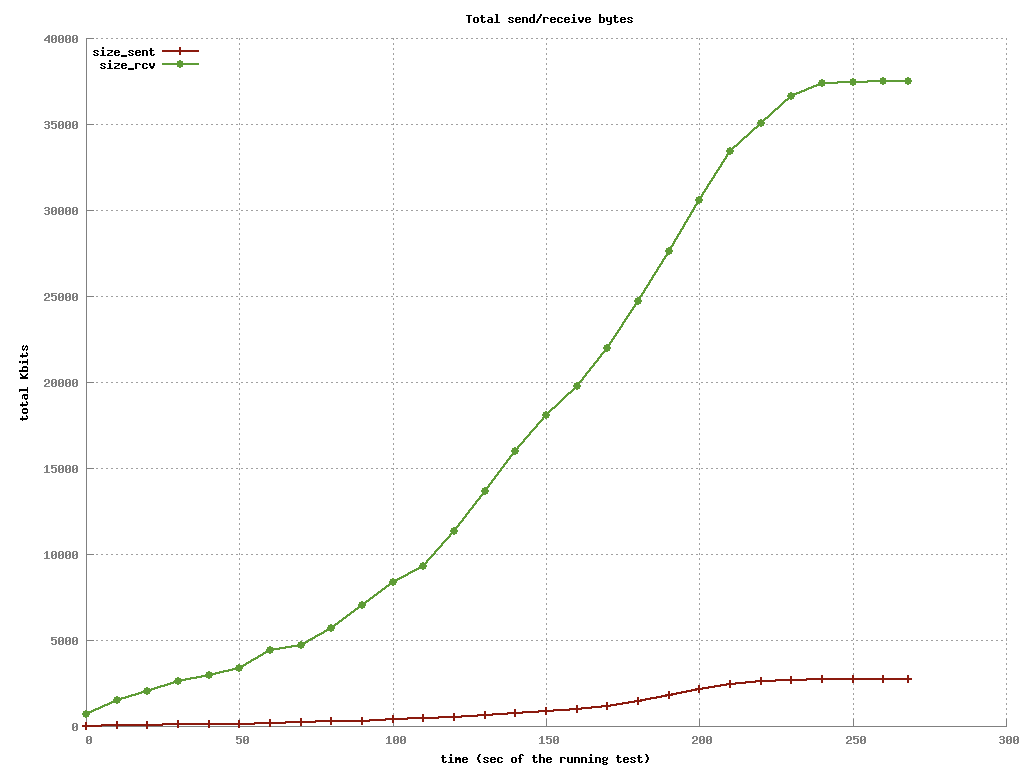 Total send/receive bytes
40000
size_sent
size_rcv
35000
30000
25000
total Kbits
20000
15000
10000
5000
0
0 50 100 150 200 250 300
time (sec of the running test)